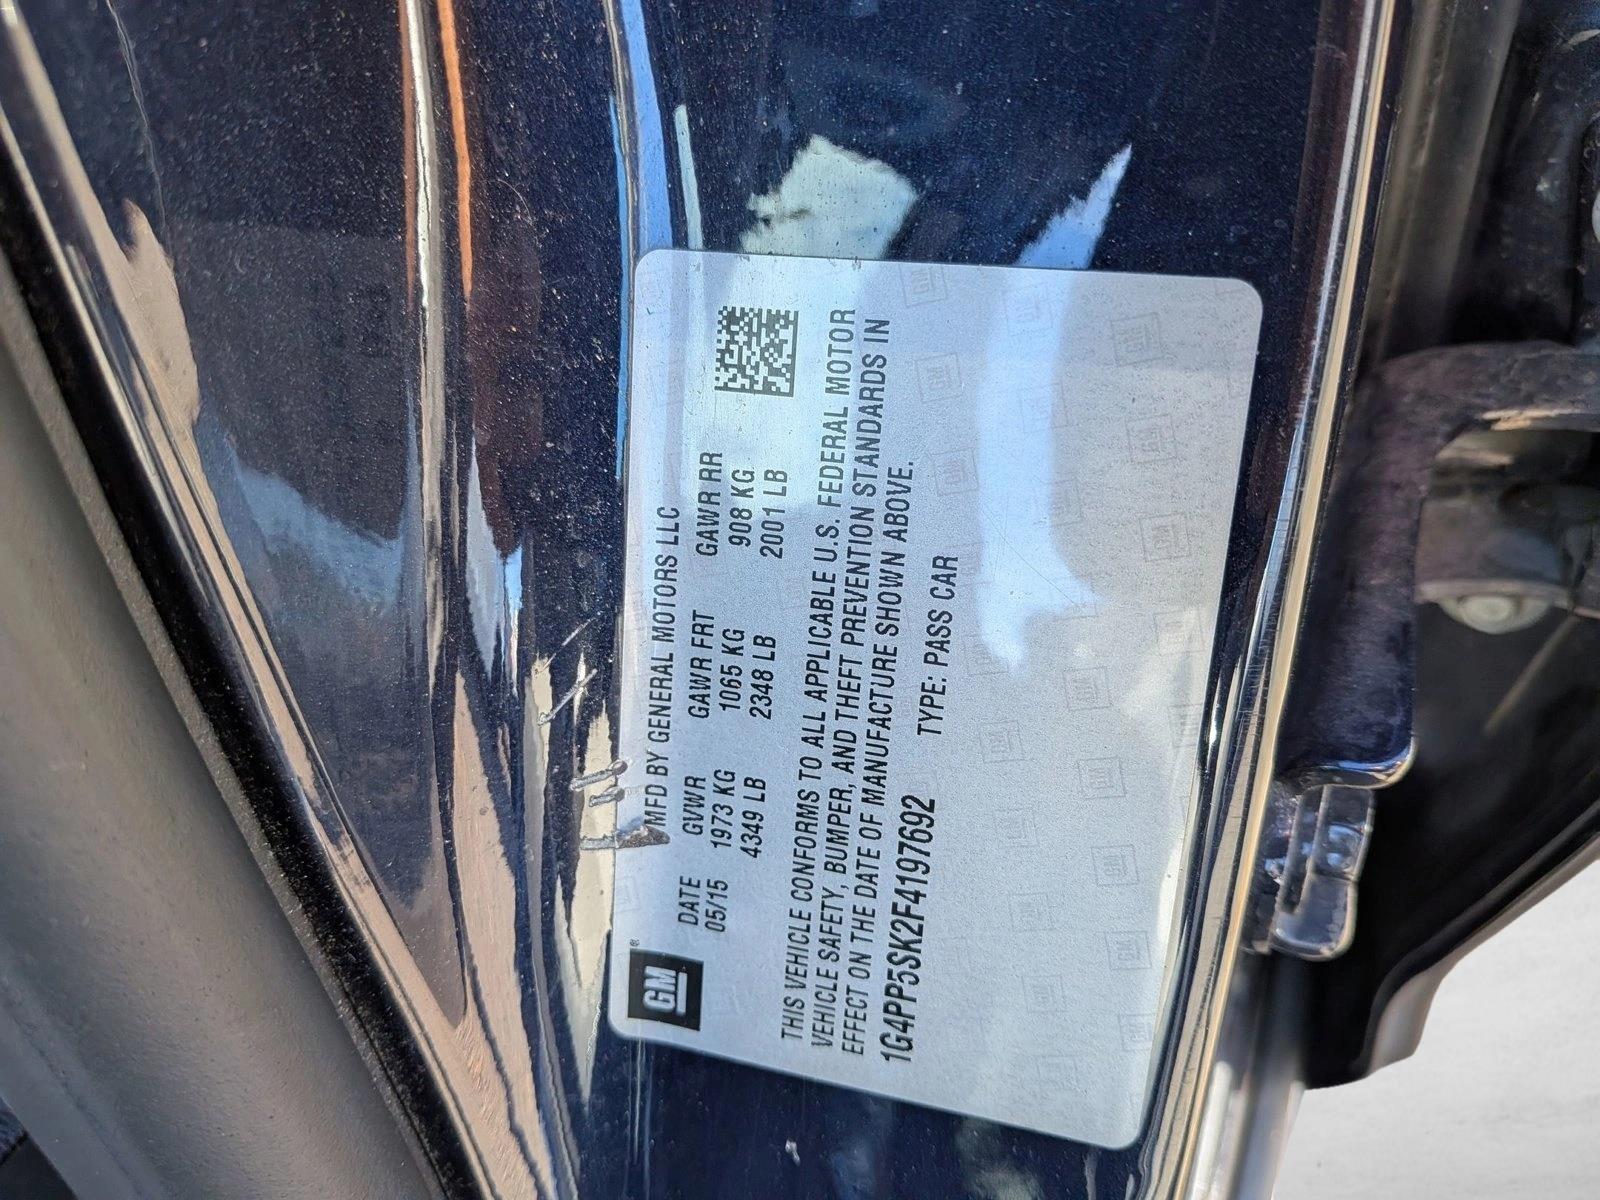 GM
MFD BY GENERAL MOTORS LLC
DATE GVWR GAWR FRT GAWR RR
05/15 1973 KG 1065 KG 908 KG
4349 LB 2348 LB 2001 LB
THIS VEHICLE CONFORMS TO ALL APPLICABLE U.S. FEDERAL MOTOR
VEHICLE SAFETY, BUMPER, AND THEFT PREVENTION STANDARDS IN
EFFECT ON THE DATE OF MANUFACTURE SHOWN ABOVE.
1G4PP5SK2F4197692 TYPE: PASS CAR